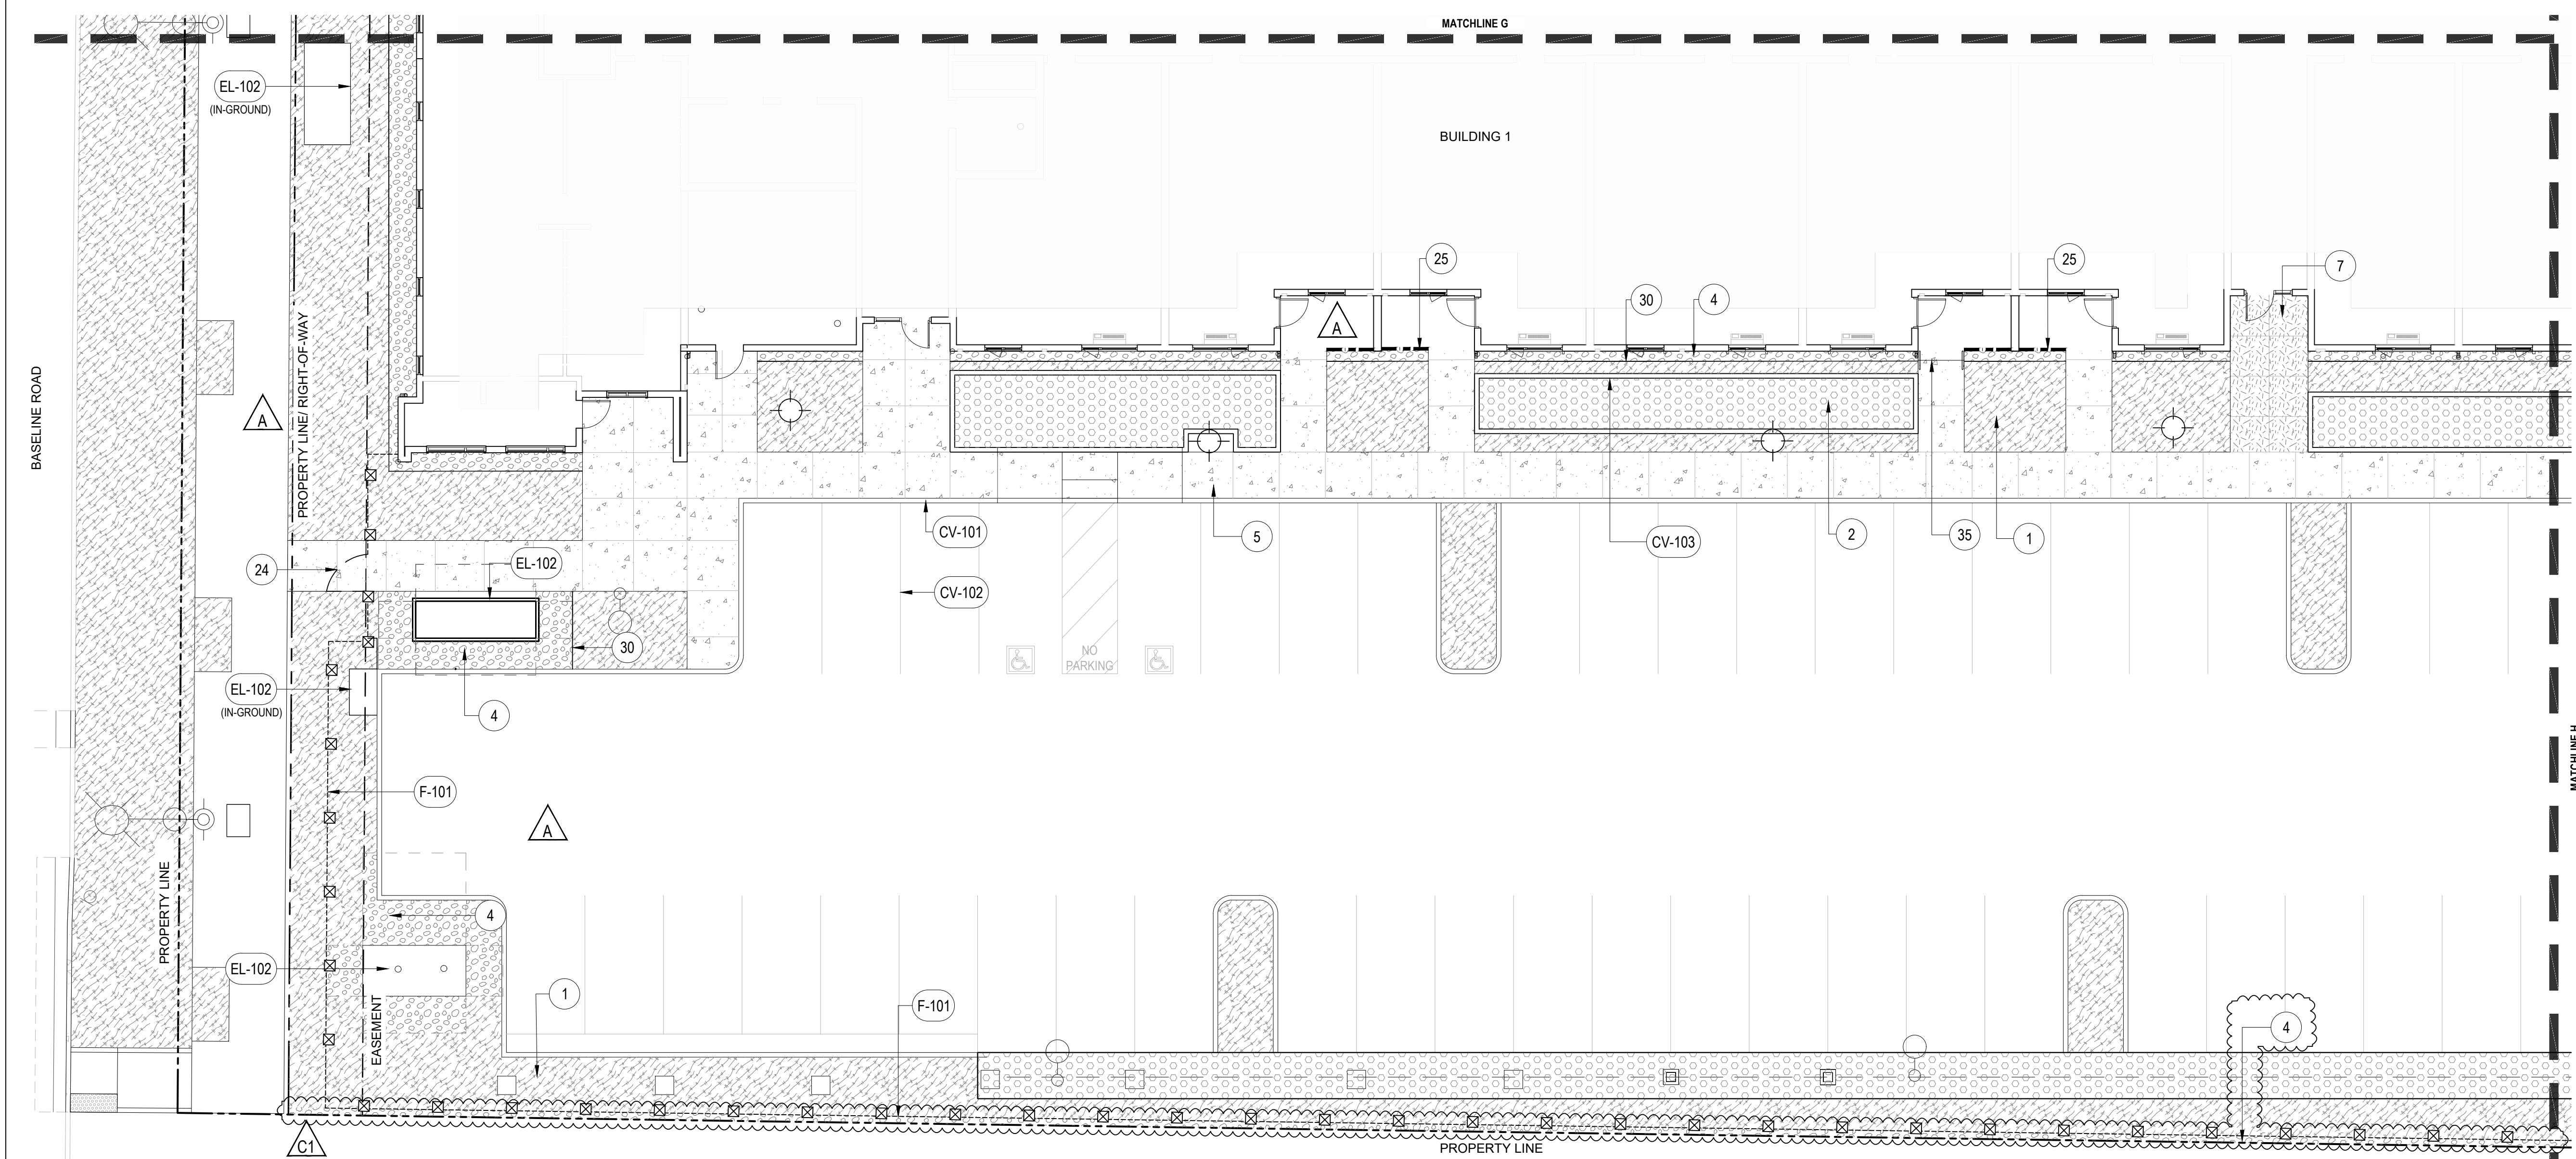 MATCHLINE G
EL-102
(IN-GROUND)
BUILDING 1
25
25
7
30
4
A
PROPERTY LINE/ RIGHT-OF-WAY
BASELINE ROAD
A
CV-101
5
CV-103
2
35
1
24
EL-102
CV-102
30
NO
PARKING
EL-102
(IN-GROUND)
4
MATCHLINE H
F-101
A
PROPERTY LINE
4
EL-102
1
F-101
EASEMENT
4
C1
PROPERTY LINE